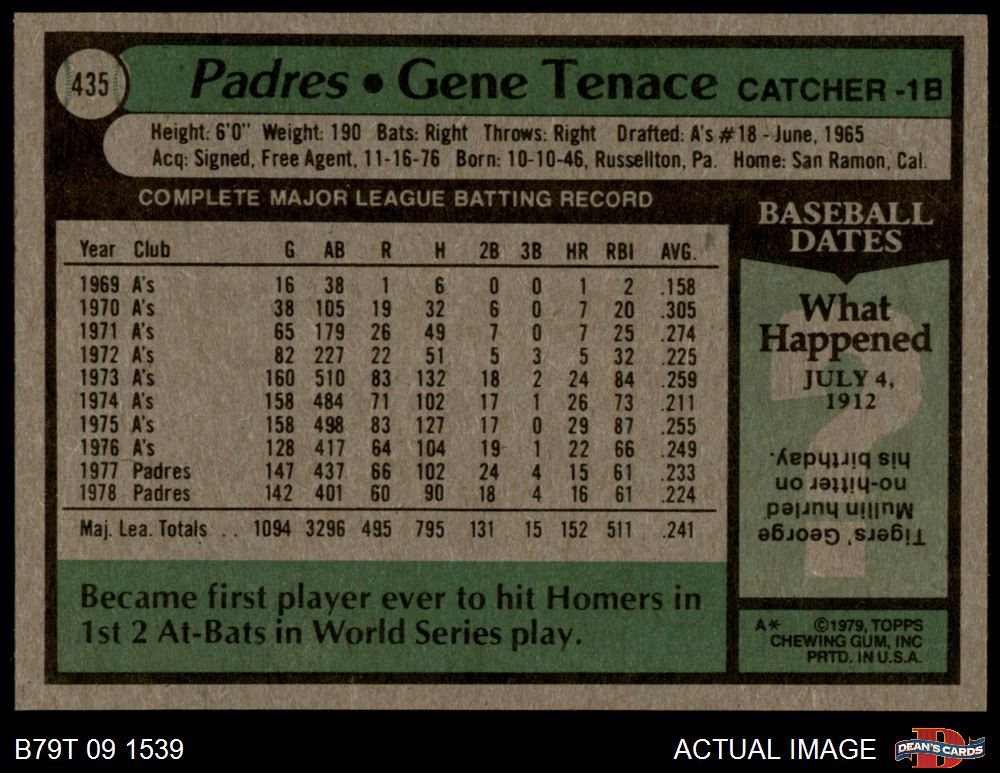 435
Padres • Gene Tenace CATCHER -1B
Height: 6'0" Weight: 190 Bats: Right Throws: Right Drafted: A's #18 - June, 1965
Acq: Signed, Free Agent, 11-16-76 Born: 10-10-46, Russellton, Pa. Home: San Ramon, Cal.
COMPLETE MAJOR LEAGUE BATTING RECORD
Year Club G AB R H 2B 3B HR RBI AVG.
1969 A's 16 38 1 6 0 0 1 2 .158
1970 A's 38 105 19 32 6 0 7 20 .305
1971 A's 65 179 26 49 7 0 7 25 .274
1972 A's 82 227 22 51 5 3 5 32 .225
1973 A's 160 510 83 132 18 2 24 84 .259
1974 A's 158 484 71 102 17 1 26 73 .211
1975 A's 158 498 83 127 17 0 29 87 .255
1976 A's 128 417 64 104 19 1 22 66 .249
1977 Padres 147 437 66 102 24 4 15 61 .233
1978 Padres 142 401 60 90 18 4 16 61 .224
Maj. Lea. Totals . . 1094 3296 495 795 131 15 152 511 .241
Became first player ever to hit Homers in
1st 2 At-Bats in World Series play.
BASEBALL
DATES
What
Happened
JULY 4,
1912
Tigers' George
Mullin hurled
no-hitter on
his birthday.
A* ©1979, TOPPS
CHEWING GUM, INC
PRTD. IN U.S.A.
B79T 09 1539
ACTUAL IMAGE
DEAN'S CARDS